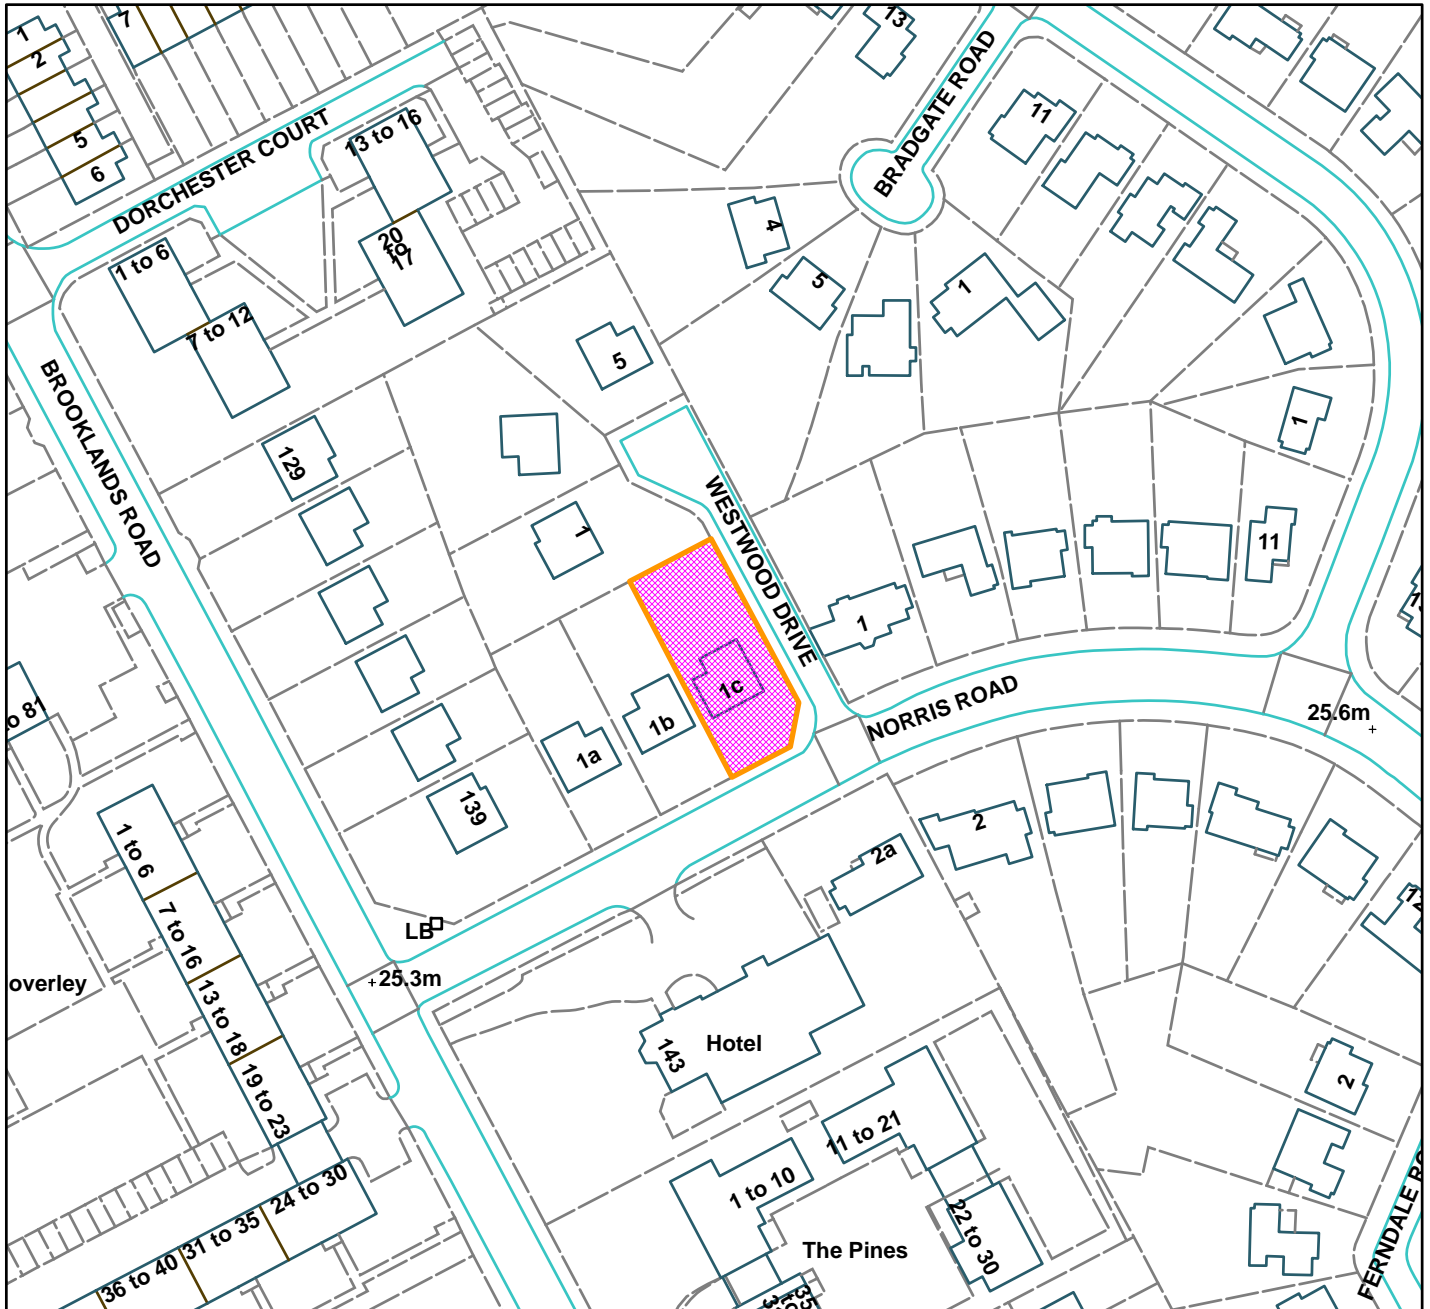 1
2
7
5
6
DORCHESTER COURT
13 to 16
20
to
17
1 to 6
7 to 12
13
BRADGATE ROAD
11
4
5
1
5
1
BROOKLANDS ROAD
129
1
WESTWOOD DRIVE
11
1
1c
1b
1a
139
NORRIS ROAD
25.6m
to 81
2
2a
12
1 to 6
7 to 16
13 to 18
19 to 23
LB
25.3m
overley
Hotel
143
2
11 to 21
1 to 10
22 to 30
The Pines
24 to 30
31 to 35
36 to 40
35
FERNDALE